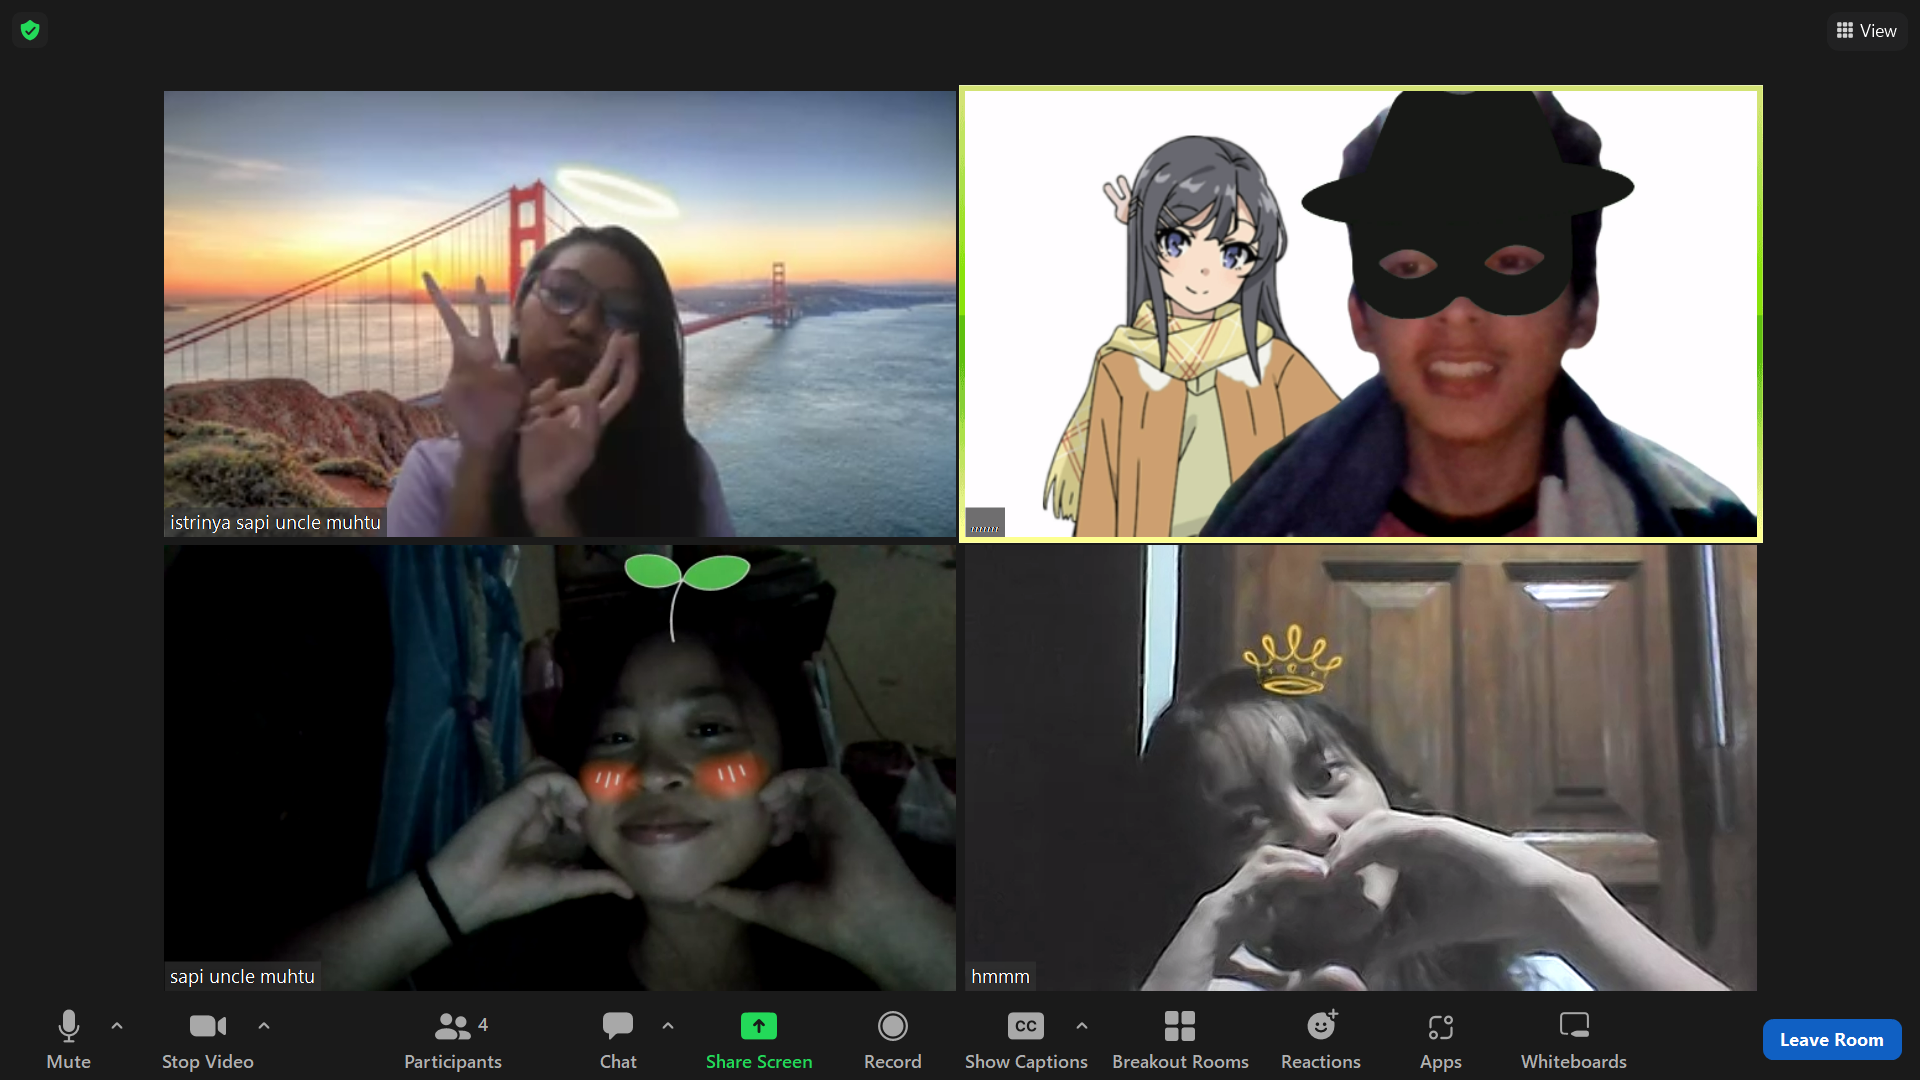 View
istrinya sapi uncle muhtu
,,,,,,,
sapi uncle muhtu
hmmm
4
CC
Mute
Stop Video
Participants
Chat
Share Screen
Record
Show Captions
Breakout Rooms
Reactions
Apps
Whiteboards
Leave Room